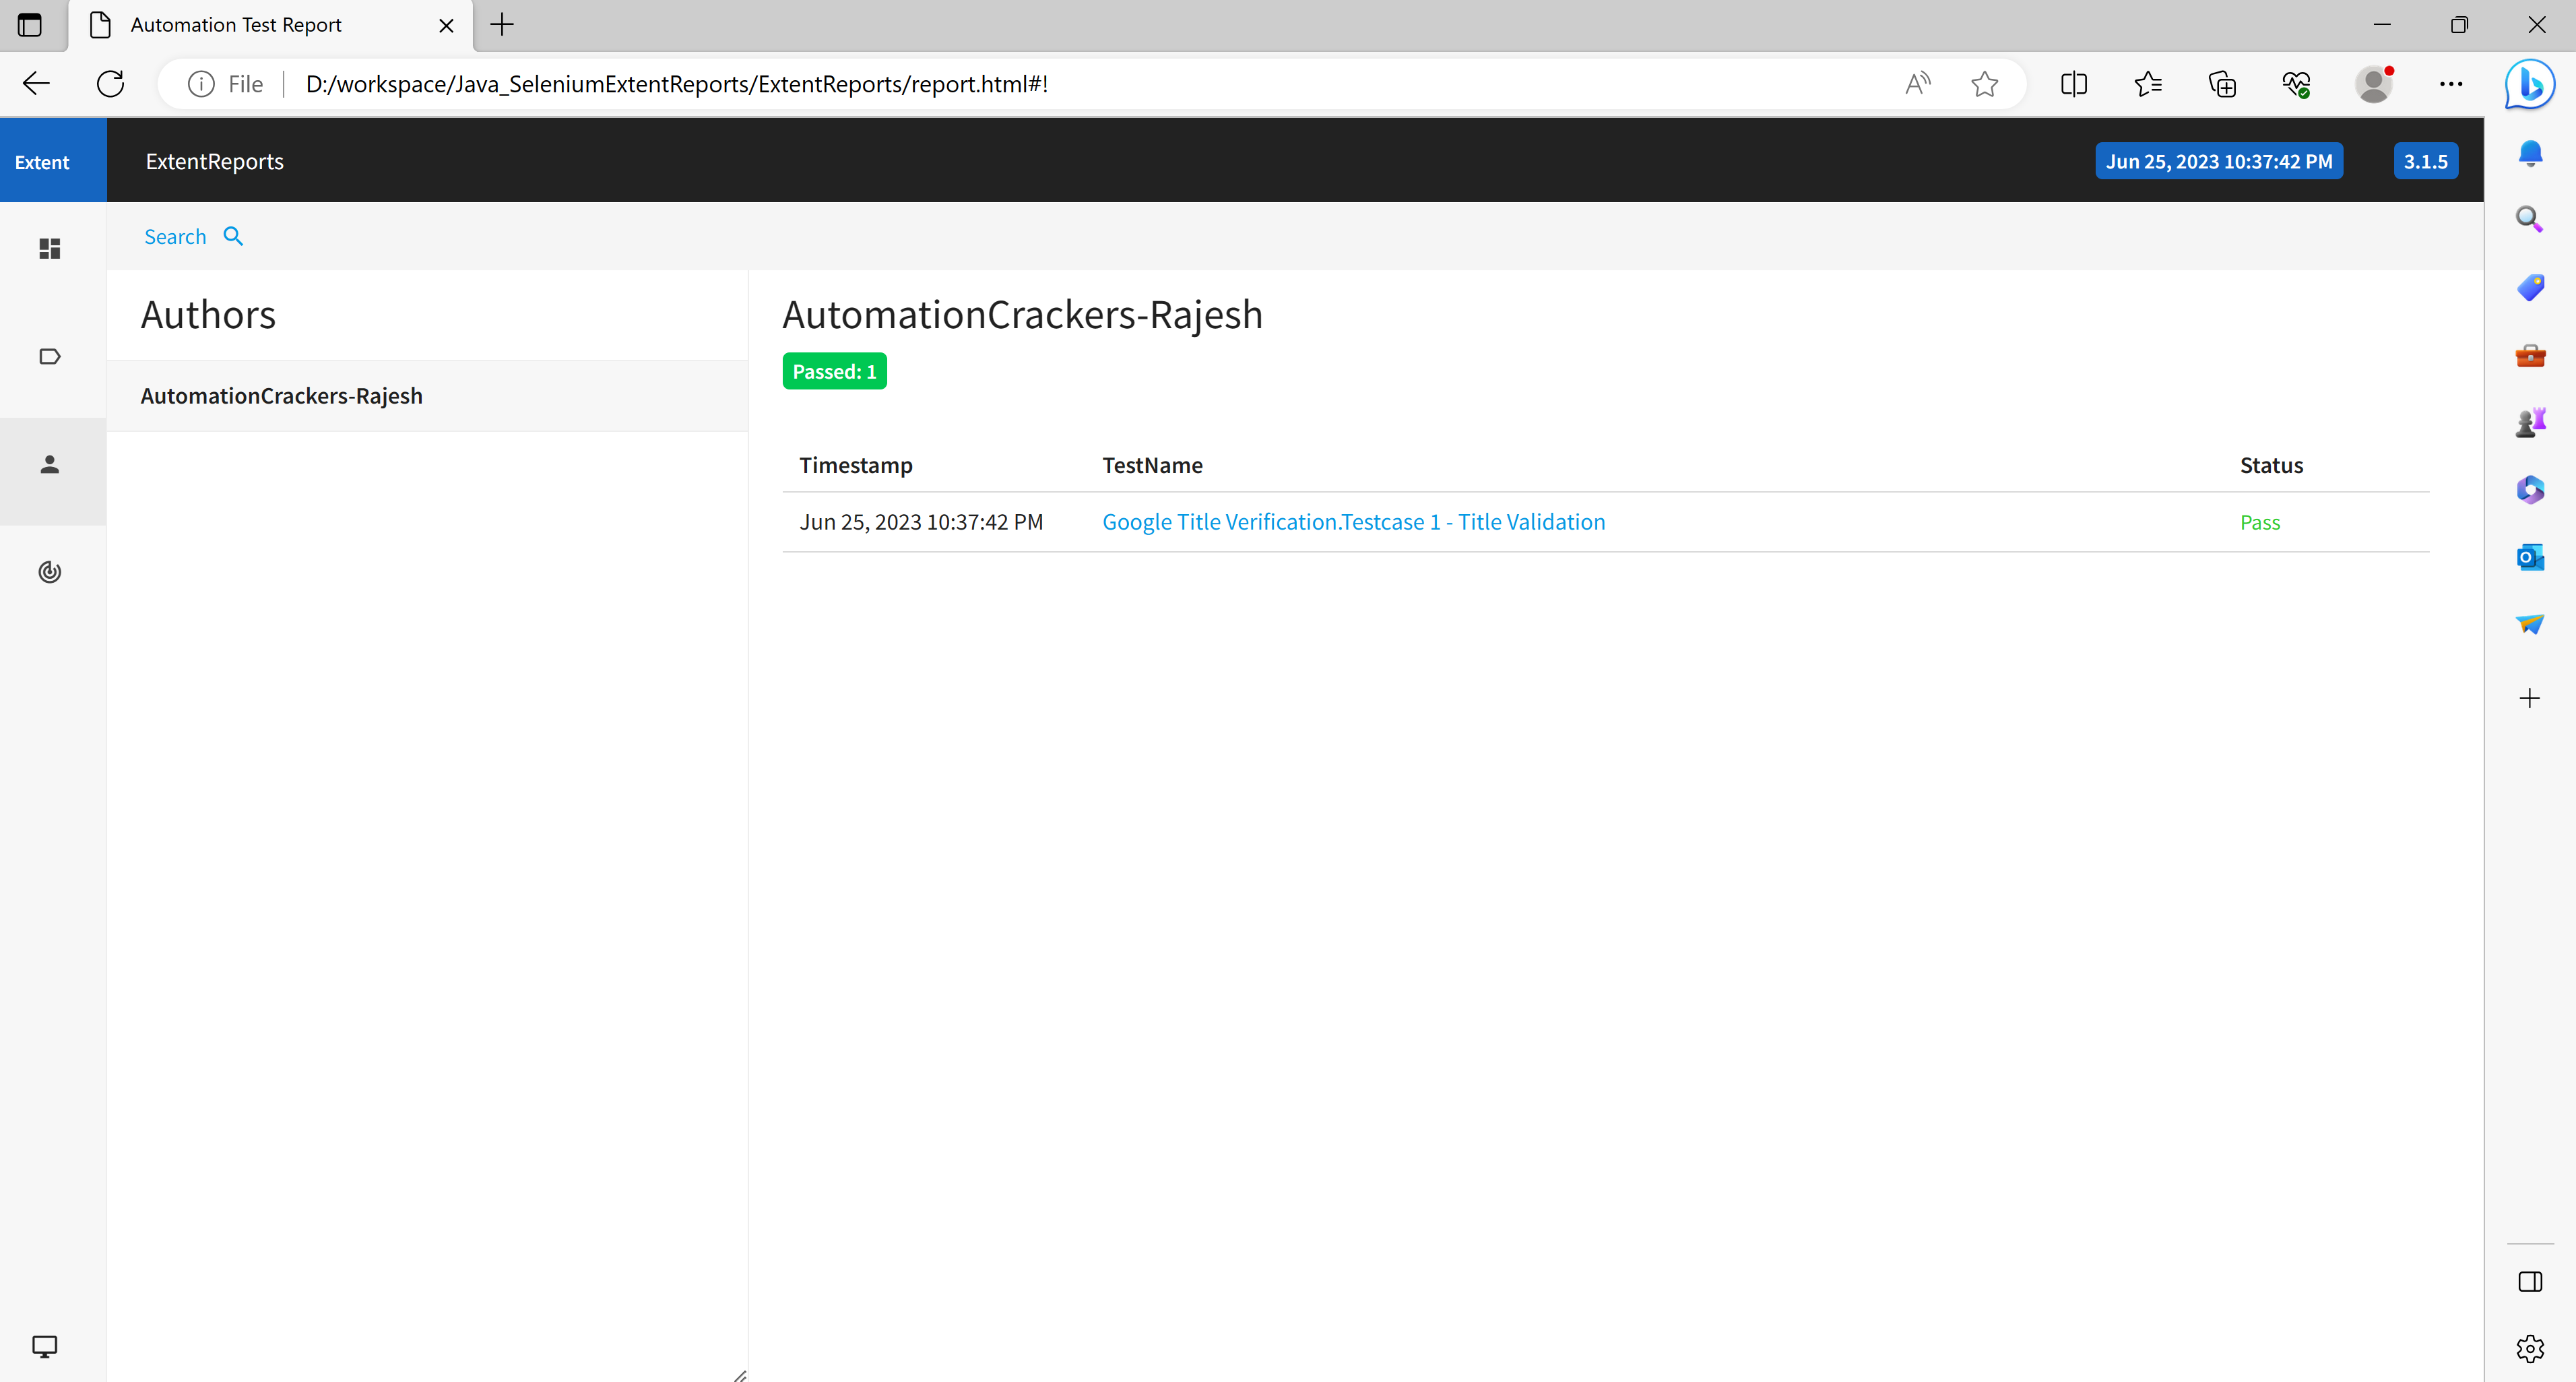 Automation Test Report
File
D:/workspace/Java_SeleniumExtentReports/ExtentReports/report.html#!
Extent
ExtentReports
Jun 25, 2023 10:37:42 PM
3.1.5
Search
Authors
AutomationCrackers-Rajesh
AutomationCrackers-Rajesh
Passed: 1
Timestamp TestName Status
Jun 25, 2023 10:37:42 PM Google Title Verification.Testcase 1 - Title Validation Pass